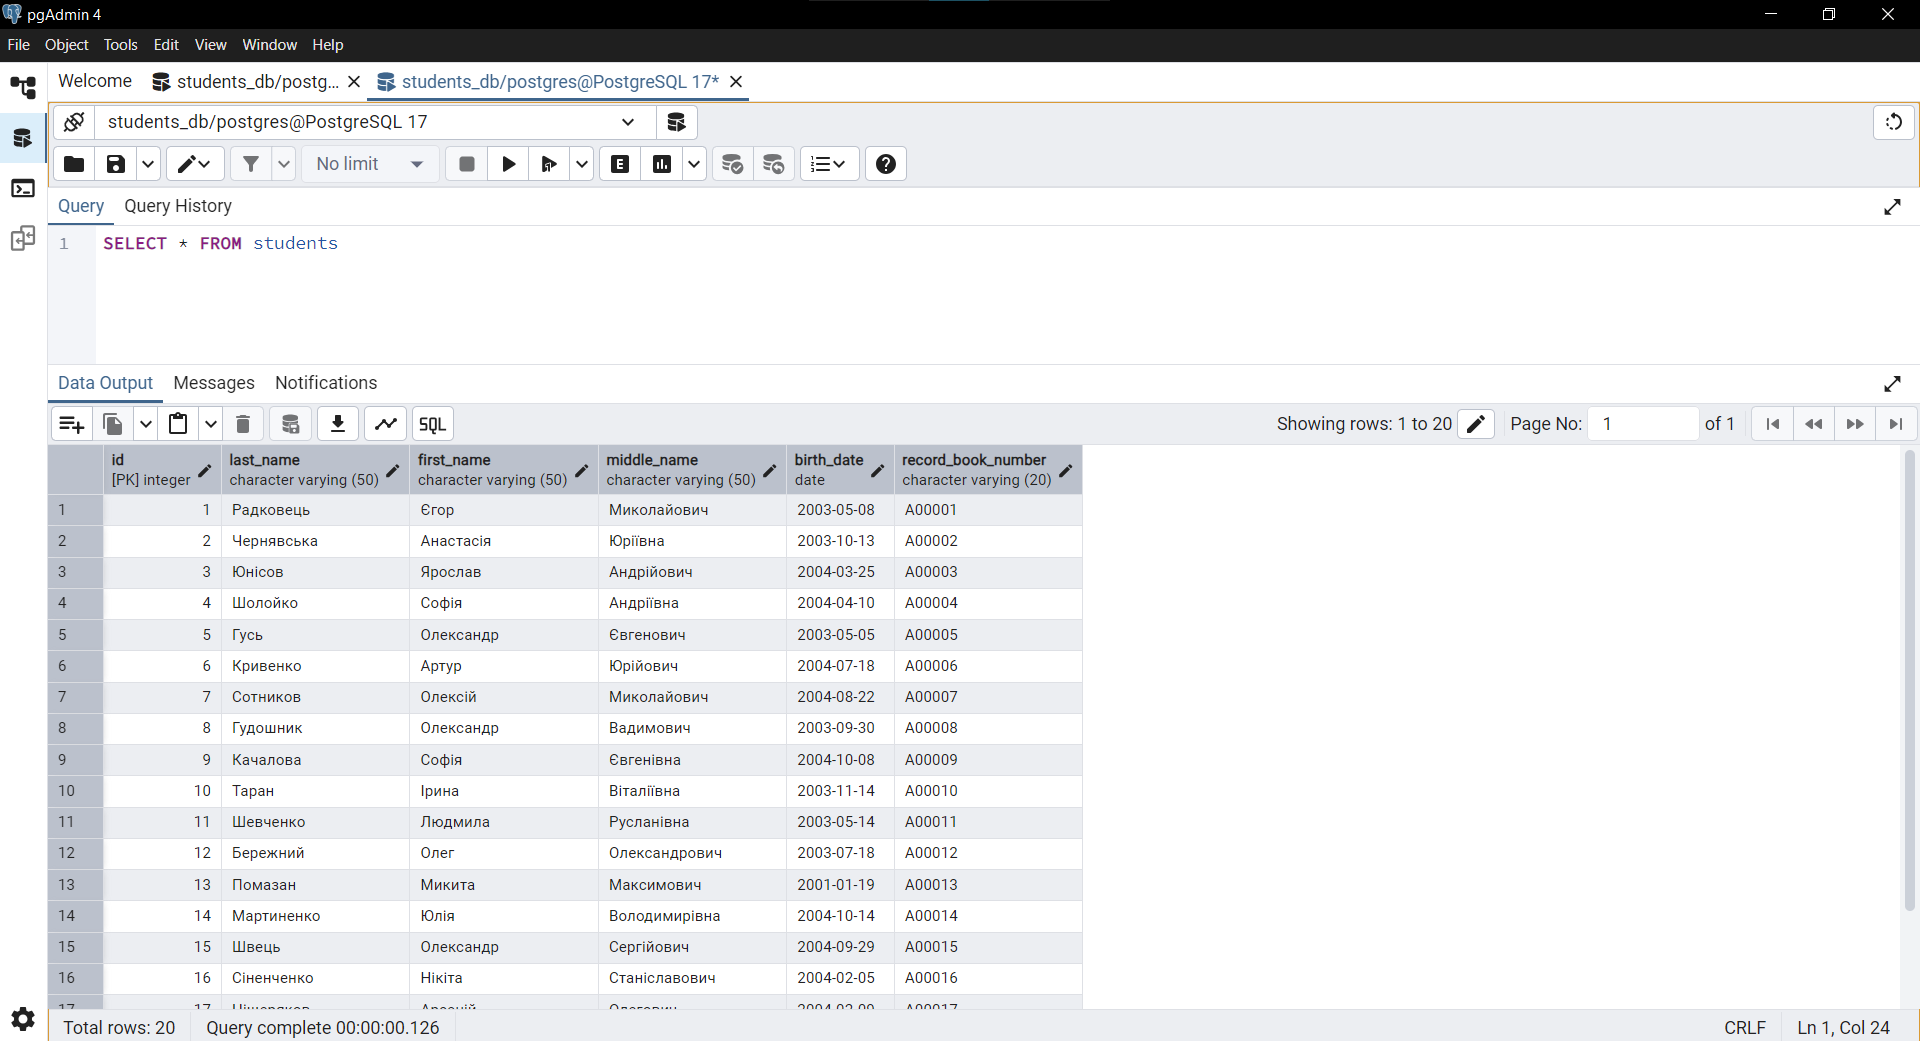 pgAdmin 4
File Object Tools Edit View Window Help
Welcome students_db/postg... students_db/postgres@PostgreSQL 17*
students_db/postgres@PostgreSQL 17
No limit
Query Query History
1 SELECT * FROM students
Data Output Messages Notifications
SQL Showing rows: 1 to 20 Page No: 1 of 1
id last_name first_name middle_name birth_date record_book_number
[PK] integer character varying (50) character varying (50) character varying (50) date character varying (20)
1 1 Радковець Єгор Миколайович 2003-05-08 A00001
2 2 Чернявська Анастасія Юріївна 2003-10-13 A00002
3 3 Юнісов Ярослав Андрійович 2004-03-25 A00003
4 4 Шолойко Софія Андріївна 2004-04-10 A00004
5 5 Гусь Олександр Євгенович 2003-05-05 A00005
6 6 Кривенко Артур Юрійович 2004-07-18 A00006
7 7 Сотников Олексій Миколайович 2004-08-22 A00007
8 8 Гудошник Олександр Вадимович 2003-09-30 A00008
9 9 Качалова Софія Євгенівна 2004-10-08 A00009
10 10 Таран Ірина Віталіївна 2003-11-14 A00010
11 11 Шевченко Людмила Русланівна 2003-05-14 A00011
12 12 Бережний Олег Олександрович 2003-07-18 A00012
13 13 Помазан Микита Максимович 2001-01-19 A00013
14 14 Мартиненко Юлія Володимирівна 2004-10-14 A00014
15 15 Швець Олександр Сергійович 2004-09-29 A00015
16 16 Сіненченко Нікіта Станіславович 2004-02-05 A00016
17 17 Арсеній Олегович A00017
Total rows: 20 Query complete 00:00:00.126 CRLF Ln 1, Col 24